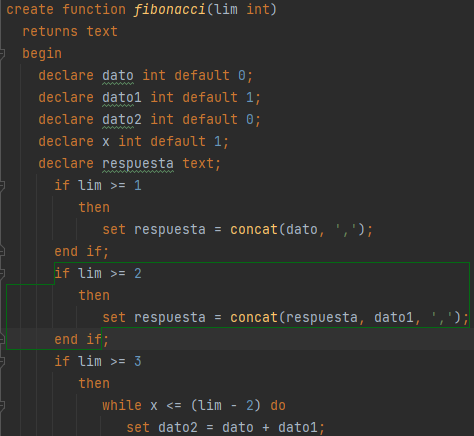 create function fibonacci(lim int)
returns text
begin
declare dato int default 0;
declare dato1 int default 1;
declare dato2 int default 0;
declare x int default 1;
declare respuesta text;
if lim >= 1
then
set respuesta = concat(dato, ',');
end if;
if lim >= 2
then
set respuesta = concat(respuesta, dato1, ',');
end if;
if lim >= 3
then
while x <= (lim - 2) do
set dato2 = dato + dato1;